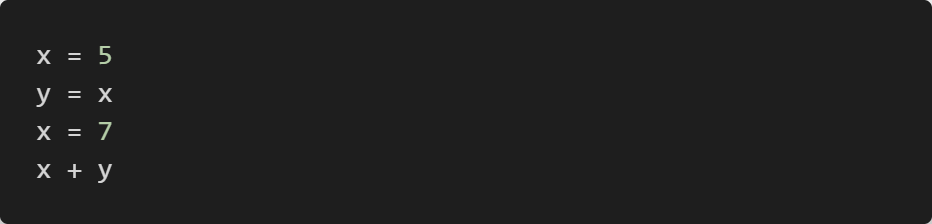 x = 5
y = x
x = 7
x + y